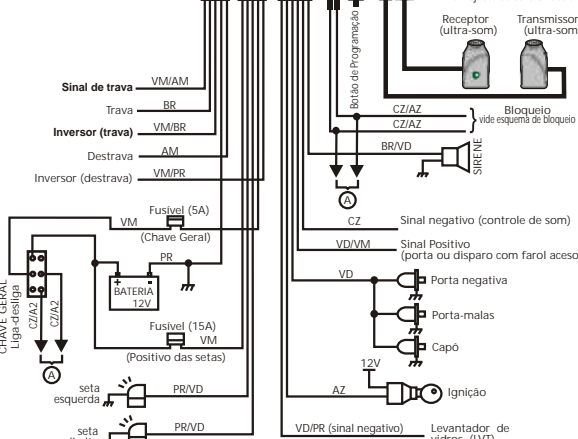 Receptor
(ultra-som)
Transmissor
(ultra-som
Botão de Programação
Sinal de trava VM/AM
Trava BR
Inversor (trava) VM/BR
Destrava AM
Inversor (destrava) VM/PR
CZ/AZ
CZ/AZ
Bloqueio
vide esquema de bloqueio
BR/VD
SIRENE
A
Fusível (5A)
VM
(Chave Geral)
PR
BATERIA
12V
+ -
CHAVE GERAL
Liga-desliga
CZ/A2
CZ/A2
A
Fusível (15A)
VM
(Positivo das setas)
seta
esquerda
PR/VD
seta
PR/VD
CZ Sinal negativo (controle de som)
VD/VM Sinal Positivo
(porta ou disparo com farol aceso
VD Porta negativa
Porta-malas
Capô
12V
AZ Ignição
VD/PR (sinal negativo) Levantador de
vidros (LVT)